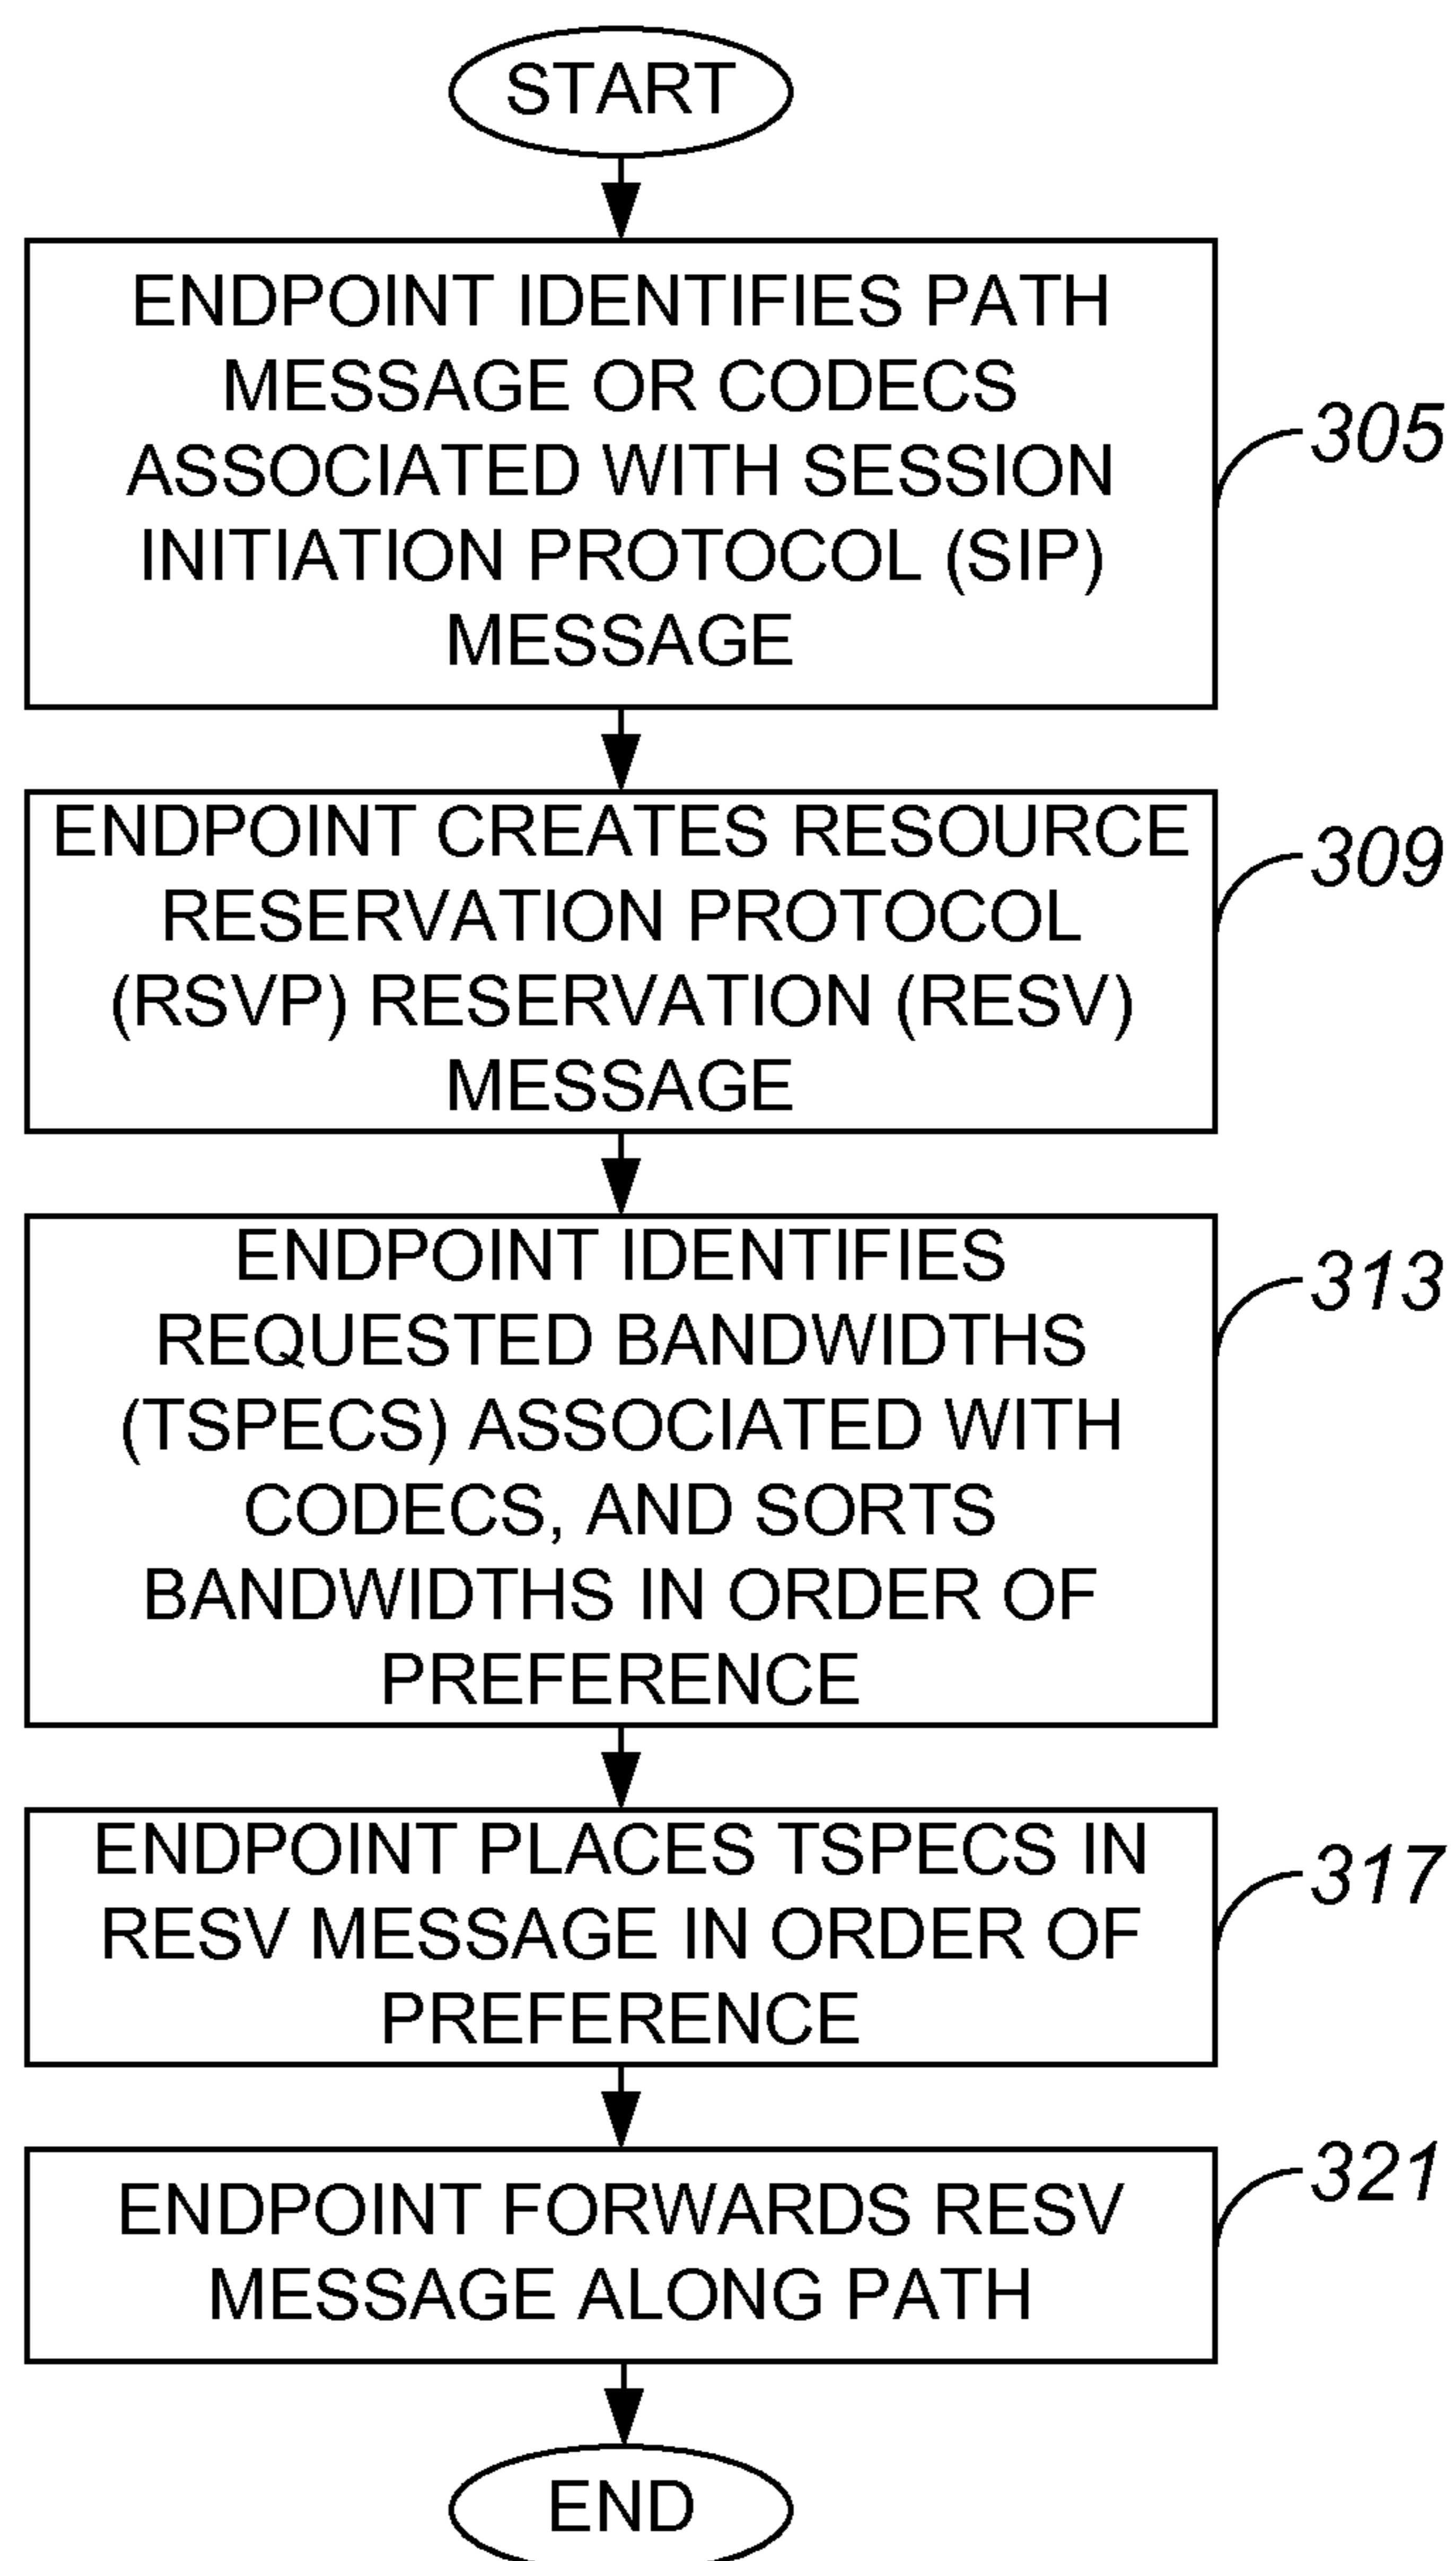 START
ENDPOINT IDENTIFIES PATH
MESSAGE OR CODECS
ASSOCIATED WITH SESSION
INITIATION PROTOCOL (SIP)
MESSAGE
305
ENDPOINT CREATES RESOURCE
RESERVATION PROTOCOL
(RSVP) RESERVATION (RESV)
MESSAGE
309
ENDPOINT IDENTIFIES
REQUESTED BANDWIDTHS
(TSPECS) ASSOCIATED WITH
CODECS, AND SORTS
BANDWIDTHS IN ORDER OF
PREFERENCE
313
ENDPOINT PLACES TSPECS IN
RESV MESSAGE IN ORDER OF
PREFERENCE
317
ENDPOINT FORWARDS RESV
MESSAGE ALONG PATH
321
END